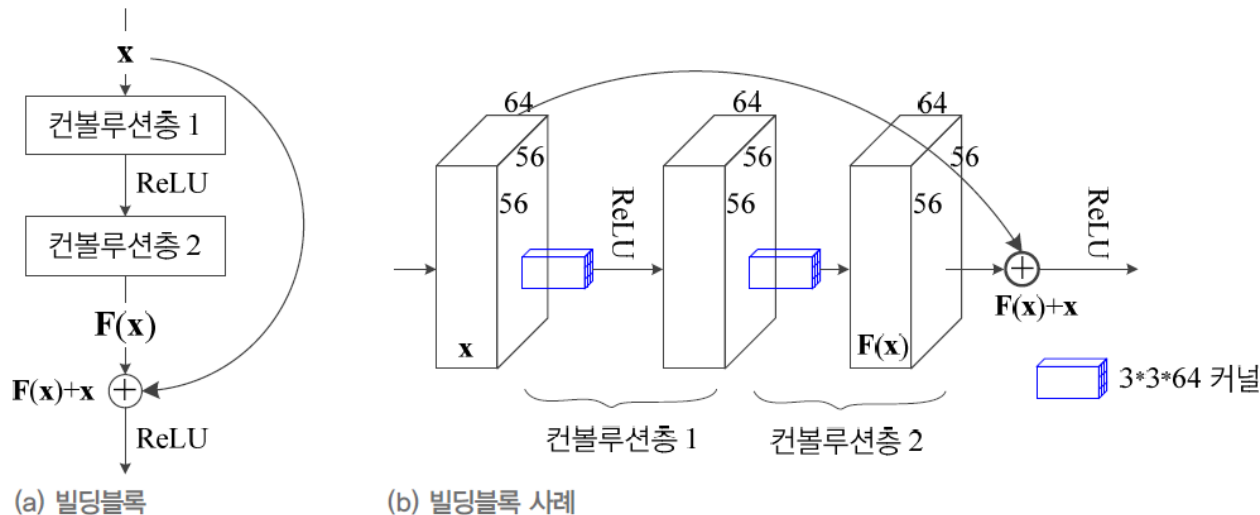 x
컨볼루션층 1
ReLU
컨볼루션층 2
F(x)
F(x)+x
ReLU
(a) 빌딩블록
64
56
56
x
ReLU
64
56
56
64
56
56
F(x)
ReLU
F(x)+x
3*3*64 커널
컨볼루션층 1
컨볼루션층 2
(b) 빌딩블록 사례